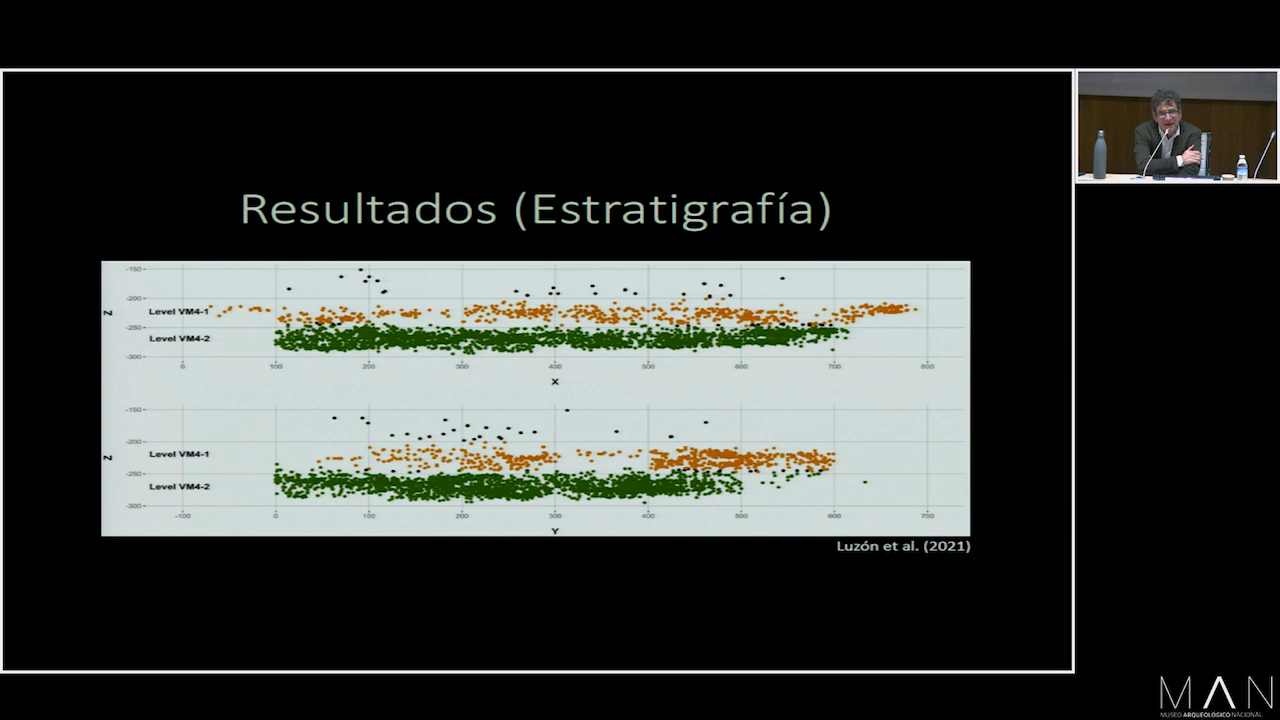 Resultados (Estratigrafía)
-150
-200
Level VM4-1
-250
Level VM4-2
-300
Z
0 100 200 300 400 500 600 700 800
X
-150
-200
Level VM4-1
-250
Level VM4-2
-300
Z
-100 0 100 200 300 400 500 600 700
Y
Luzón et al. (2021)
MAN
MUSEO ARQUEOLÓGICO NACIONAL